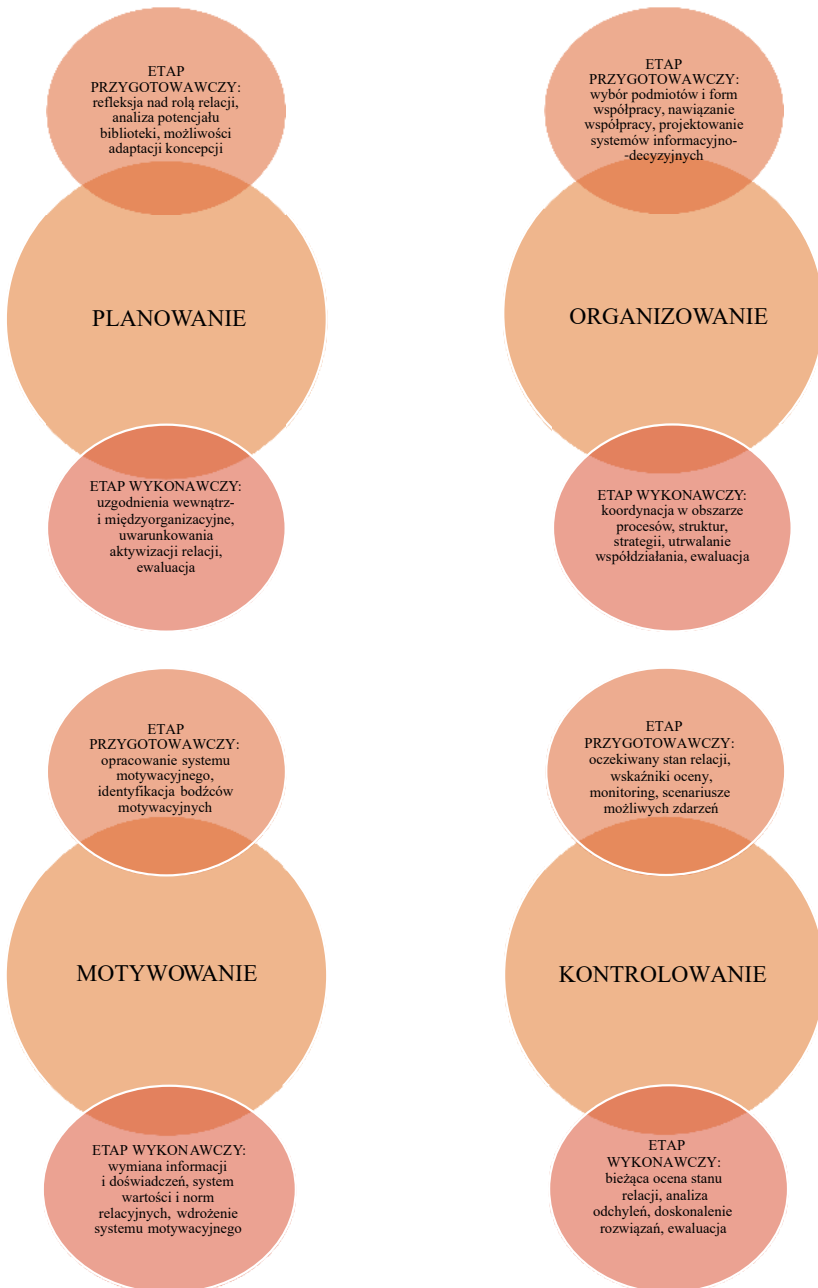 ETAP
PRZYGOTOWAWCZY:
refleksja nad rolą relacji,
analiza potencjału
biblioteki, możliwości
adaptacji koncepcji
PLANOWANIE
ETAP WYKONAWCZY:
uzgodnienia wewnątrz-
i międzyorganizacyjne,
uwarunkowania
aktywizacji relacji,
ewaluacja
ETAP
PRZYGOTOWAWCZY:
wybór podmiotów i form
współpracy, nawiązanie
współpracy, projektowanie
systemów informacyjno-
-decyzyjnych
ORGANIZOWANIE
ETAP WYKONAWCZY:
koordynacja w obszarze
procesów, struktur,
strategii, utrwalanie
współdziałania, ewaluacja
ETAP
PRZYGOTOWAWCZY:
opracowanie systemu
motywacyjnego,
identyfikacja bodźców
motywacyjnych
MOTYWOWANIE
ETAP WYKONAWCZY:
wymiana informacji
i doświadczeń, system
wartości i norm
relacyjnych, wdrożenie
systemu motywacyjnego
ETAP
PRZYGOTOWAWCZY:
oczekiwany stan relacji,
wskaźniki oceny,
monitoring, scenariusze
możliwych zdarzeń
KONTROLOWANIE
ETAP
WYKONAWCZY:
bieżąca ocena stanu
relacji, analiza
odchyleń, doskonalenie
rozwiązań, ewaluacja